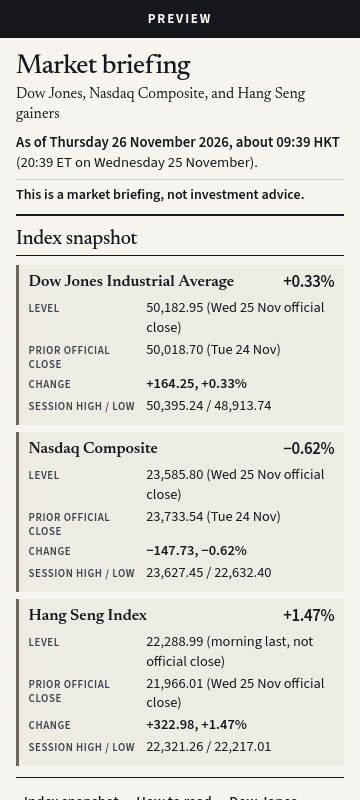 PREVIEW
Market briefing
Dow Jones, Nasdaq Composite, and Hang Seng
gainers
As of Thursday 26 November 2026, about 09:39 HKT
(20:39 ET on Wednesday 25 November).
This is a market briefing, not investment advice.
Index snapshot
Dow Jones Industrial Average +0.33%
LEVEL 50,182.95 (Wed 25 Nov official
close)
PRIOR OFFICIAL 50,018.70 (Tue 24 Nov)
CLOSE
CHANGE +164.25, +0.33%
SESSION HIGH / LOW 50,395.24 / 48,913.74
Nasdaq Composite −0.62%
LEVEL 23,585.80 (Wed 25 Nov official
close)
PRIOR OFFICIAL 23,733.54 (Tue 24 Nov)
CLOSE
CHANGE −147.73, −0.62%
SESSION HIGH / LOW 23,627.45 / 22,632.40
Hang Seng Index +1.47%
LEVEL 22,288.99 (morning last, not
official close)
PRIOR OFFICIAL 21,966.01 (Wed 25 Nov official
CLOSE close)
CHANGE +322.98, +1.47%
SESSION HIGH / LOW 22,321.26 / 22,217.01
Index snapshot How to read Dow Jones